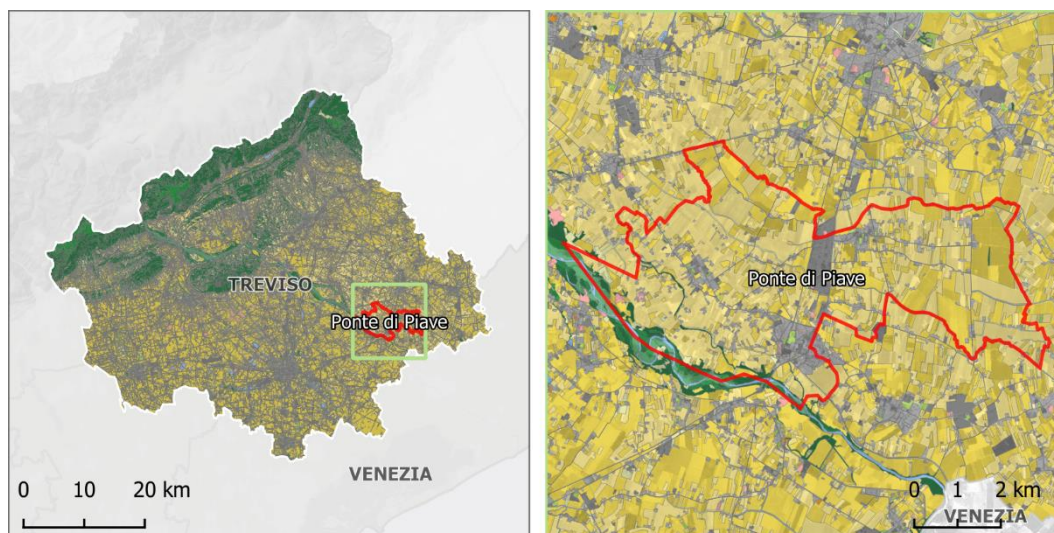 TREVISO
Ponte di Piave
VENEZIA
0 10 20 km
Ponte di Piave
0 1 2 km
VENEZIA